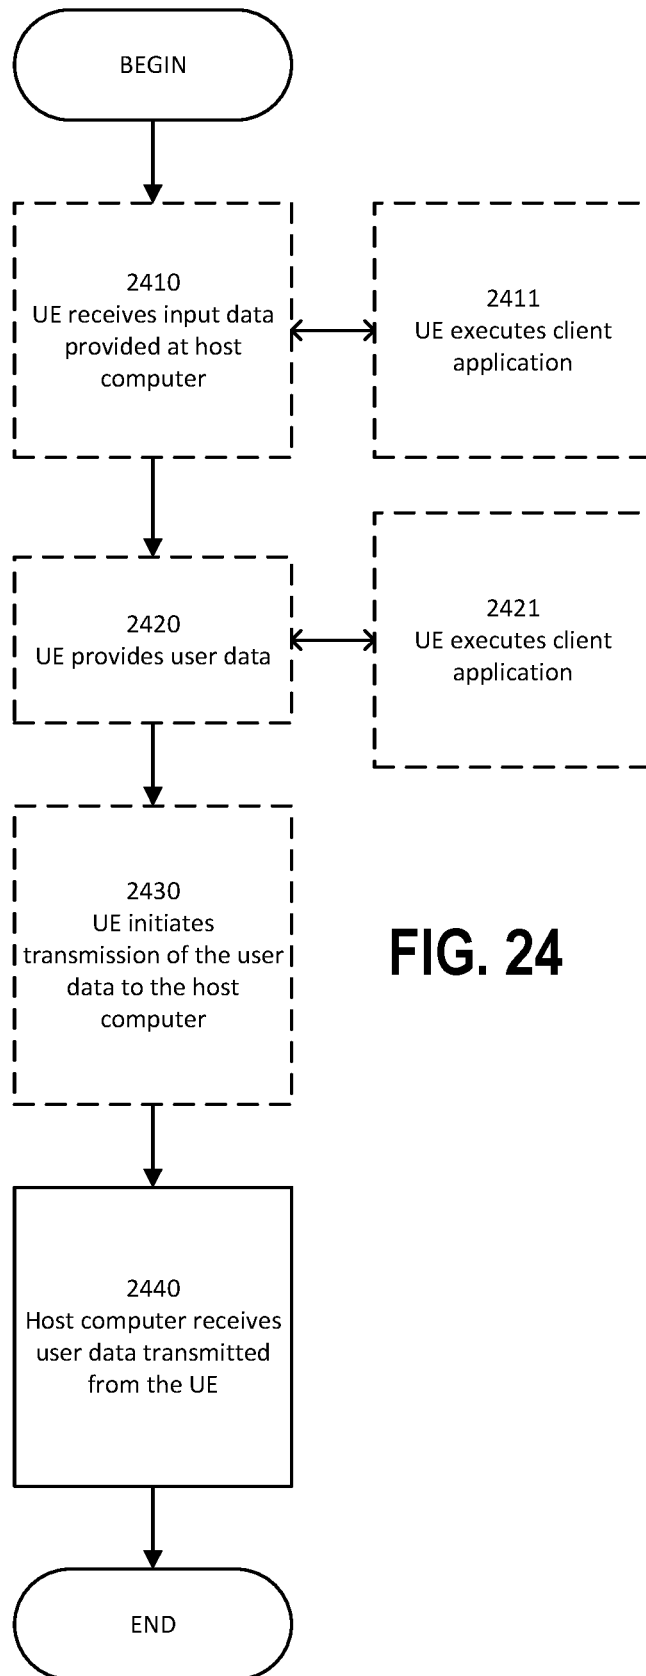 BEGIN
2410
UE receives input data
provided at host
computer
2411
UE executes client
application
2420
UE provides user data
2421
UE executes client
application
2430
UE initiates
transmission of the user
data to the host
computer
FIG. 24
2440
Host computer receives
user data transmitted
from the UE
END